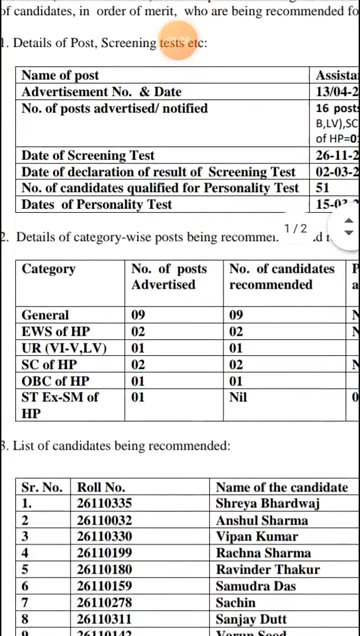 of candidates, in order of merit, who are being recommended fo
1. Details of Post, Screening tests etc:
Name of post Assista
Advertisement No. & Date 13/04-2
No. of posts advertised/ notified 16 posts
B,LV),SC
of HP=0
Date of Screening Test 26-11-2
Date of declaration of result of Screening Test 02-03-2
No. of candidates qualified for Personality Test 51
Dates of Personality Test 15-03-2
1 / 2
2. Details of category-wise posts being recommen
Category No. of posts Advertised No. of candidates recommended P a
General 09 09 N
EWS of HP 02 02 N
UR (VI-V,LV) 01 01
SC of HP 02 02 N
OBC of HP 01 01
ST Ex-SM of HP 01 Nil 0
3. List of candidates being recommended:
Sr. No. Roll No. Name of the candidate
1. 26110335 Shreya Bhardwaj
2 26110032 Anshul Sharma
3 26110330 Vipan Kumar
4 26110199 Rachna Sharma
5 26110180 Ravinder Thakur
6 26110159 Samudra Das
7 26110278 Sachin
8 26110311 Sanjay Dutt
9 26110142 Varun Sood